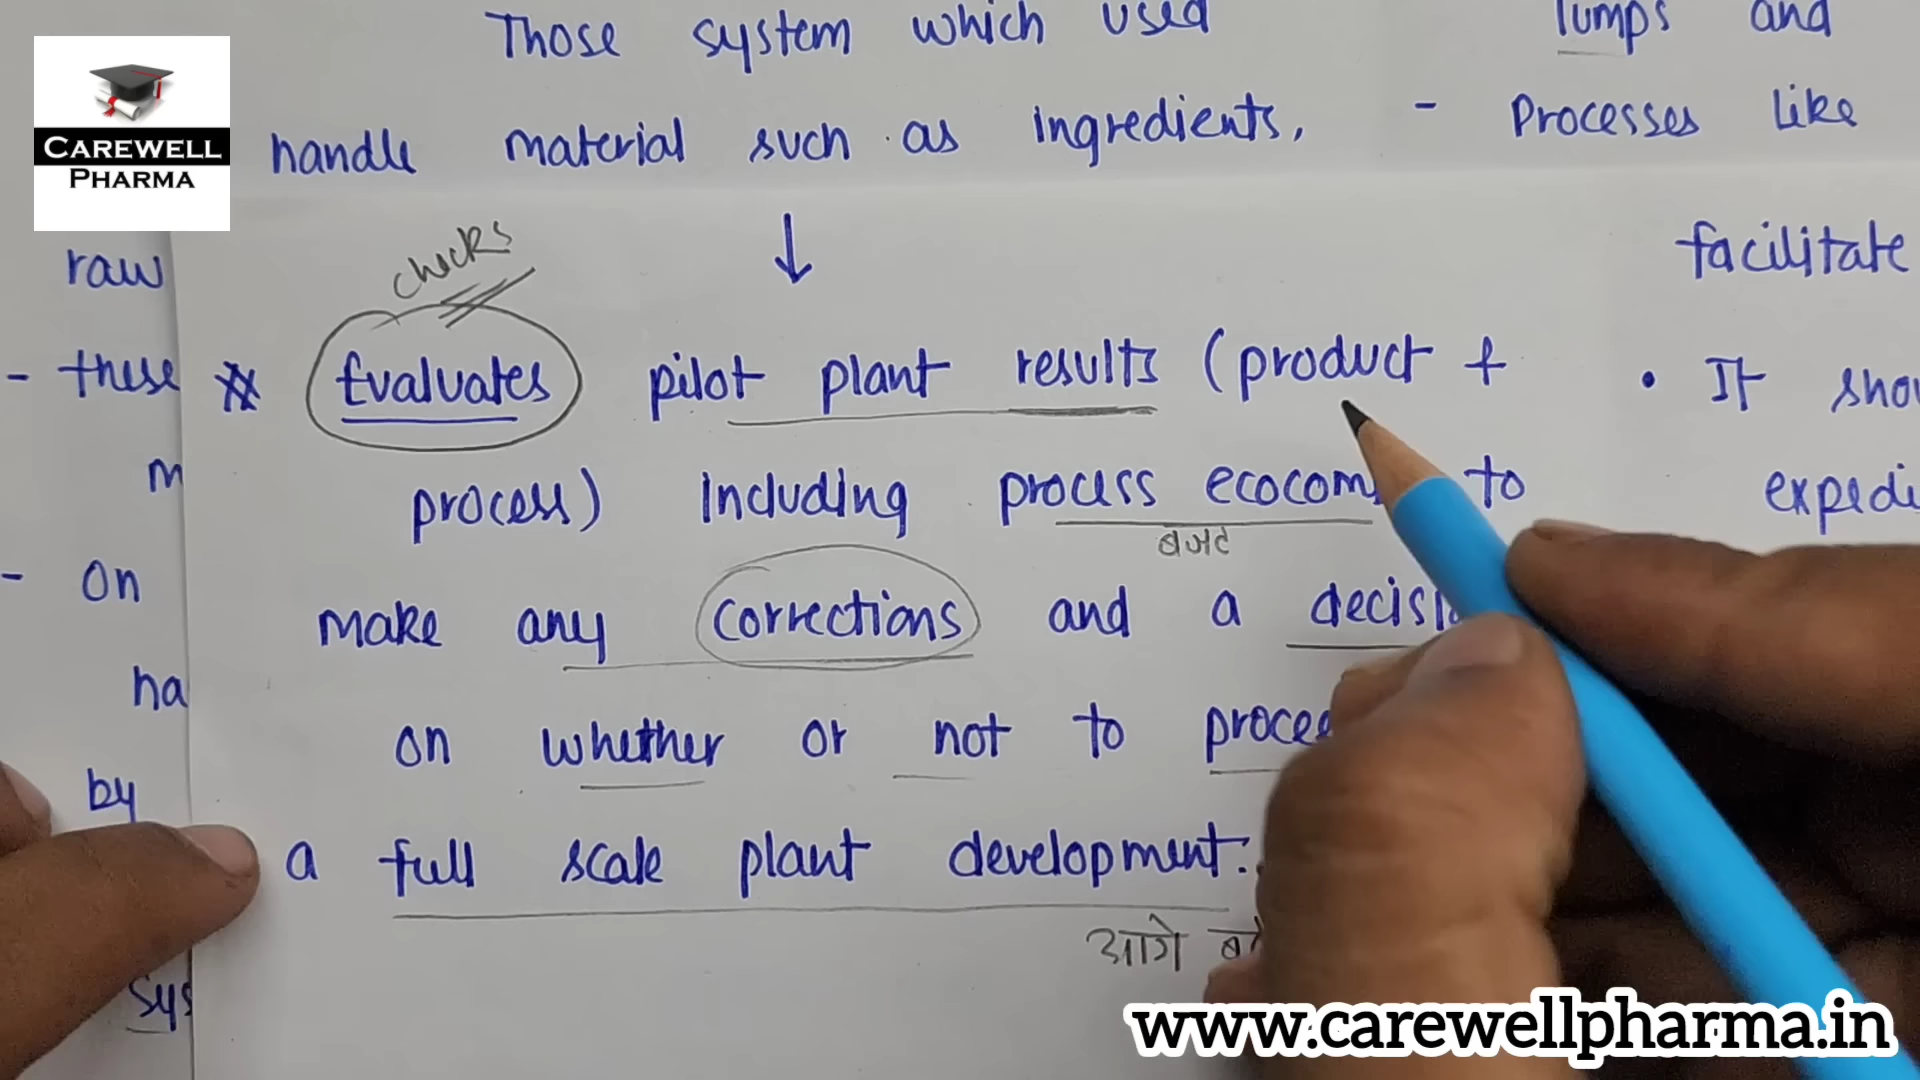 Those system which used
handle material such as ingredients,
lumps and
- Processes like
CAREWELL
PHARMA
raw
- these
on
by
checks
↓
Evaluates pilot plant results (product +
process) including process to
बजट
make any corrections and a
on whether or not to
a full scale plant development.
आगे
facilitate
• It
www.carewellpharma.in